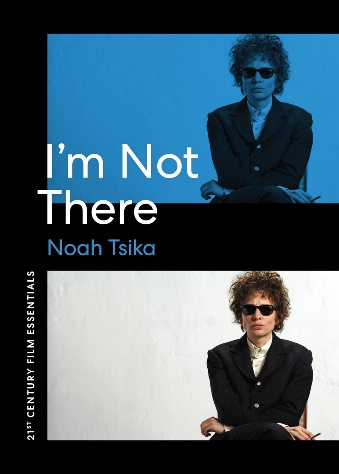 I'm Not
There
Noah Tsika
21ST CENTURY FILM ESSENTIALS